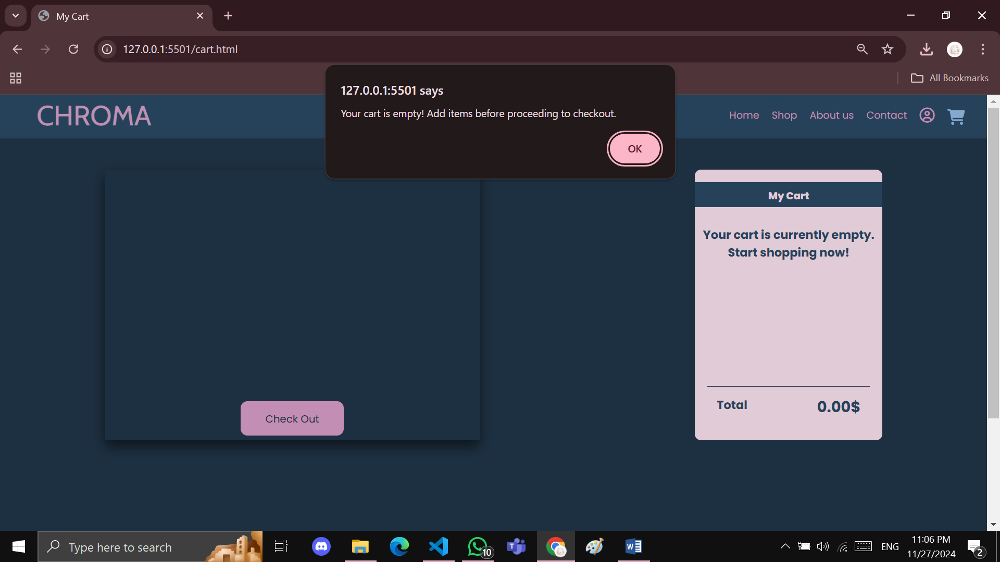 My Cart
127.0.0.1:5501/cart.html
All Bookmarks
127.0.0.1:5501 says
Your cart is empty! Add items before proceeding to checkout.
OK
CHROMA
Home Shop About us Contact
My Cart
Your cart is currently empty.
Start shopping now!
Total 0.00$
Check Out
Type here to search
10
ENG
11:06 PM
11/27/2024
2